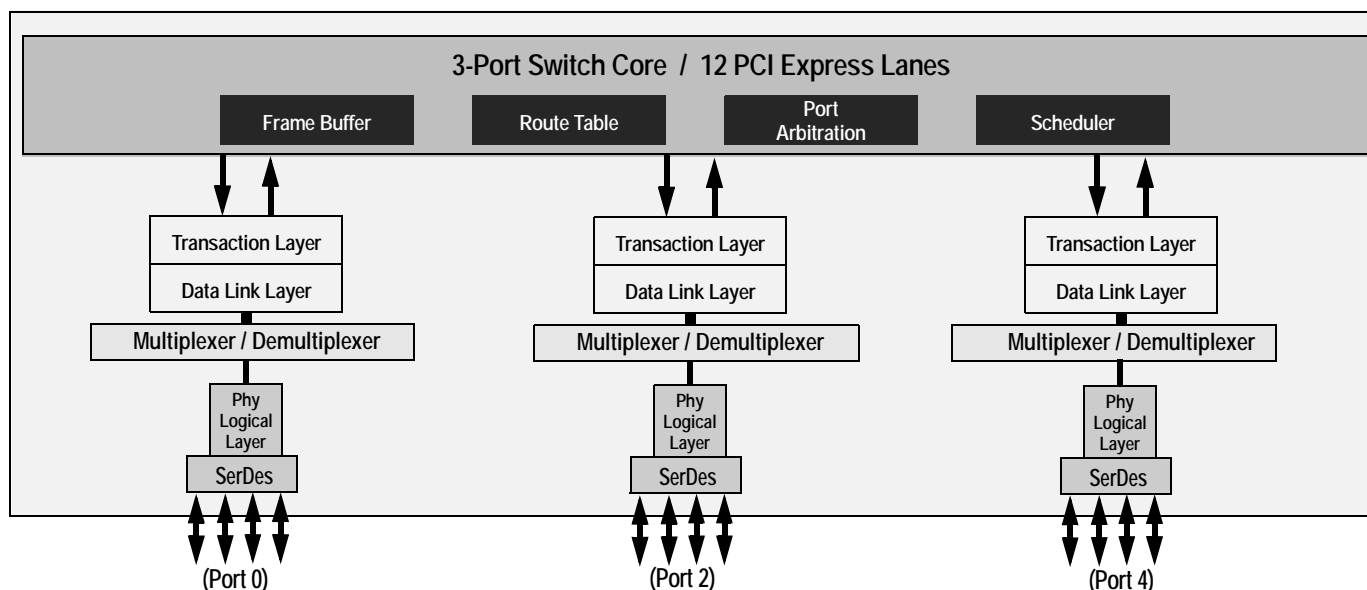 3-Port Switch Core / 12 PCI Express Lanes
Frame Buffer
Route Table
Port
Arbitration
Scheduler
Transaction Layer
Data Link Layer
Multiplexer / Demultiplexer
Phy
Logical
Layer
SerDes
(Port 0)
Transaction Layer
Data Link Layer
Multiplexer / Demultiplexer
Phy
Logical
Layer
SerDes
(Port 2)
Transaction Layer
Data Link Layer
Multiplexer / Demultiplexer
Phy
Logical
Layer
SerDes
(Port 4)